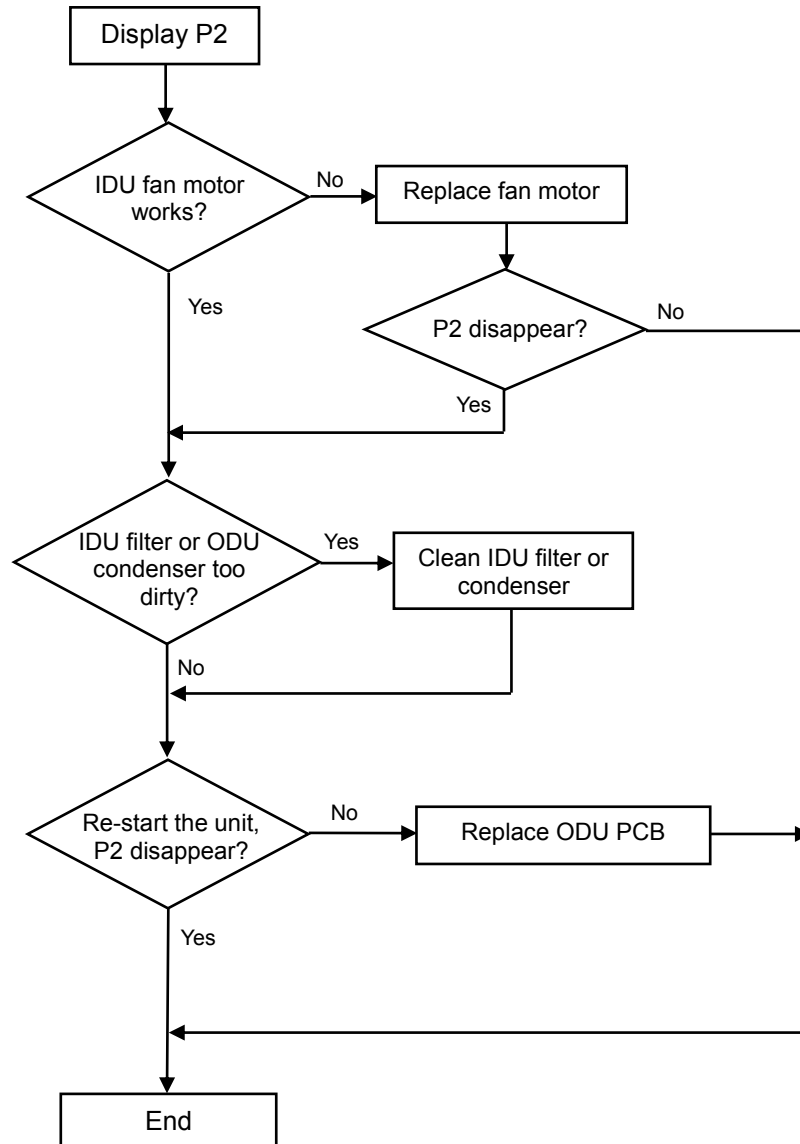 Display P2
IDU fan motor
works?
No
Replace fan motor
Yes
P2 disappear?
No
Yes
IDU filter or ODU
condenser too
dirty?
Yes
Clean IDU filter or
condenser
No
Re-start the unit,
P2 disappear?
No
Replace ODU PCB
Yes
End